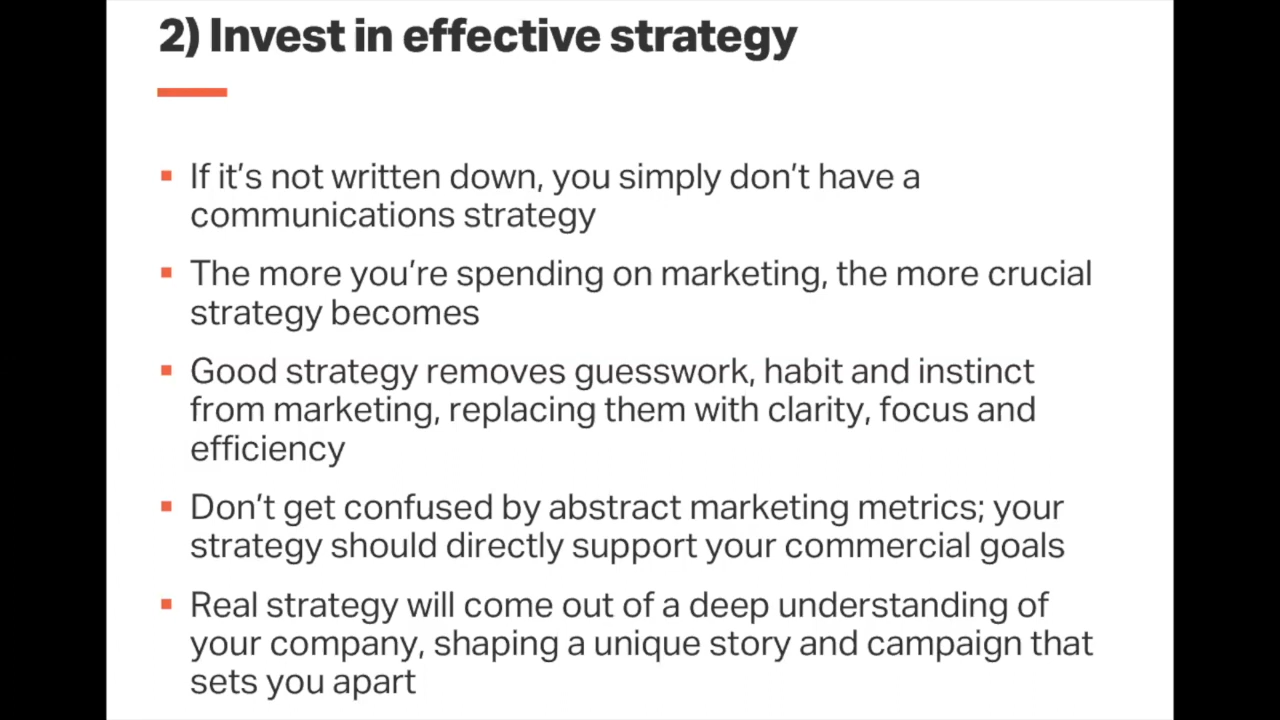 2) Invest in effective strategy
If it’s not written down, you simply don’t have a
communications strategy
The more you’re spending on marketing, the more crucial
strategy becomes
Good strategy removes guesswork, habit and instinct
from marketing, replacing them with clarity, focus and
efficiency
Don’t get confused by abstract marketing metrics; your
strategy should directly support your commercial goals
Real strategy will come out of a deep understanding of
your company, shaping a unique story and campaign that
sets you apart